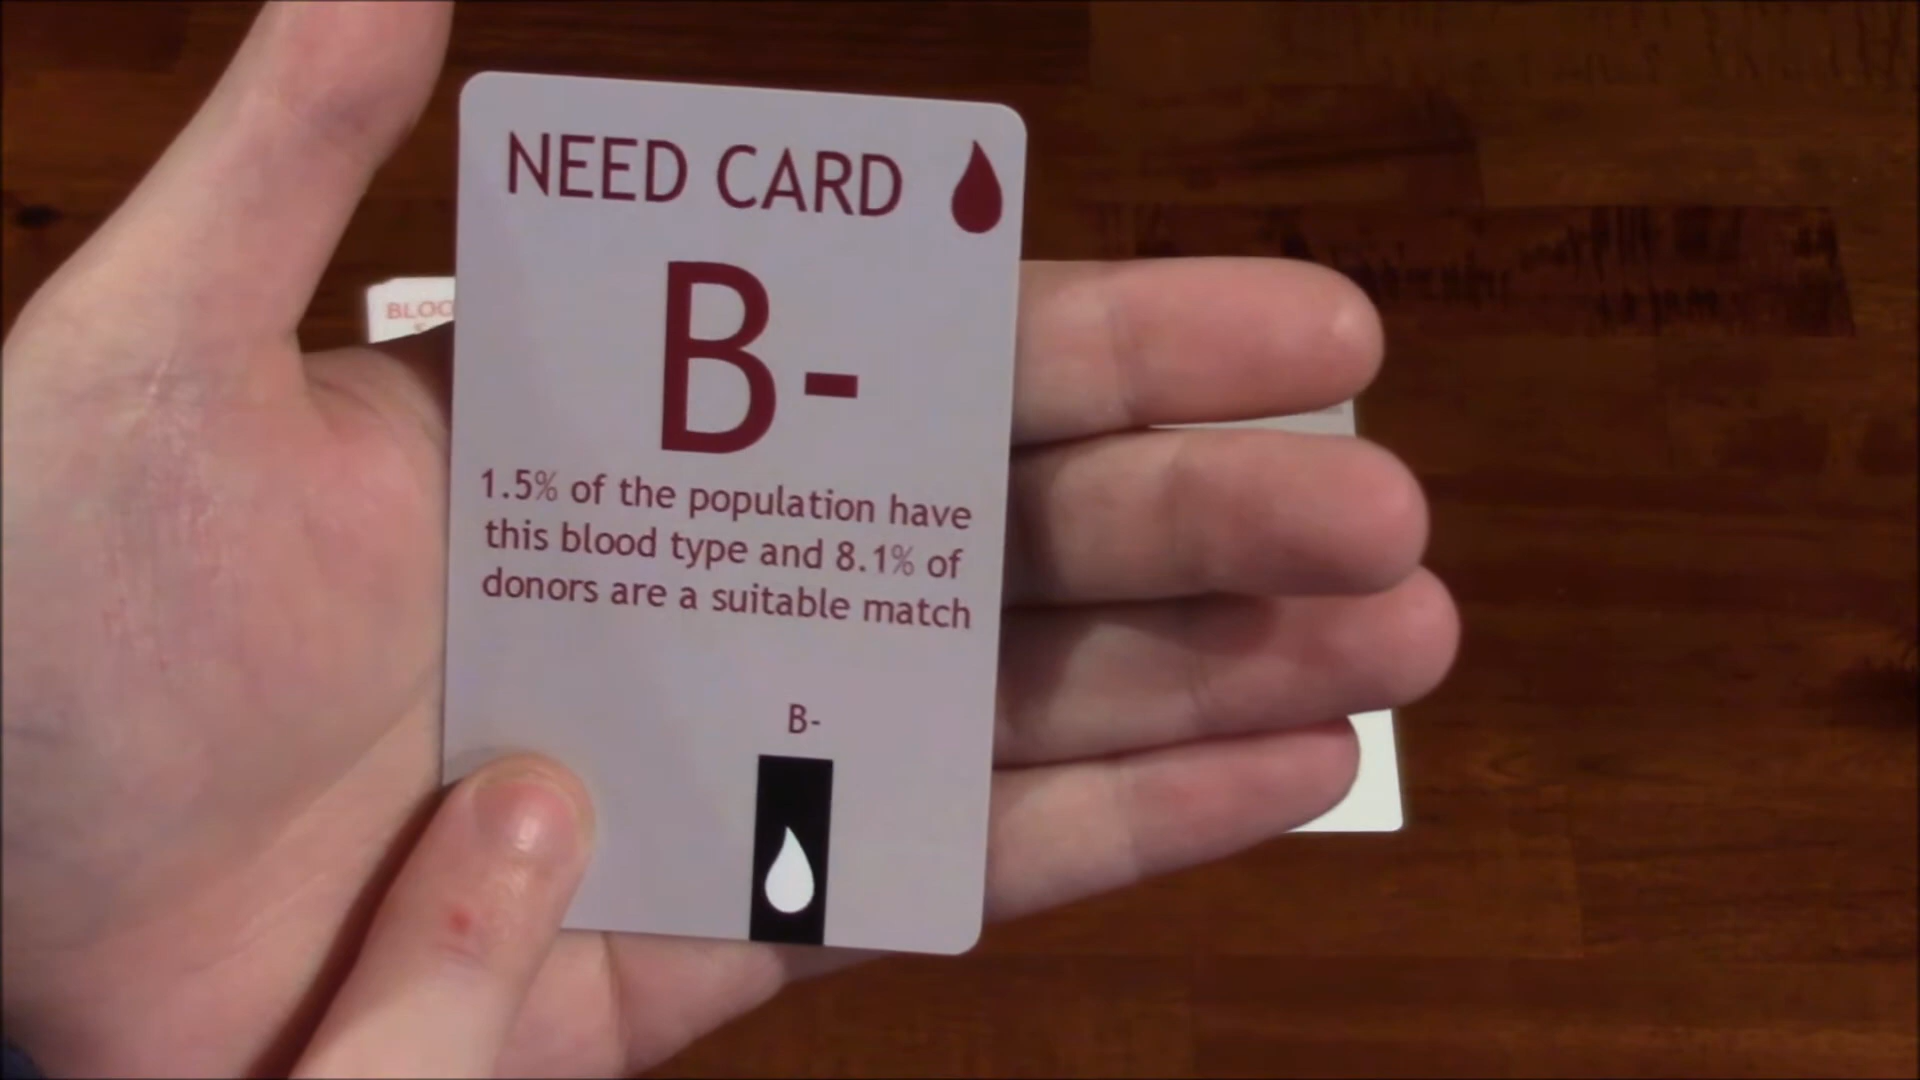 NEED CARD
B-
1.5% of the population have
this blood type and 8.1% of
donors are a suitable match
B-
BLOO